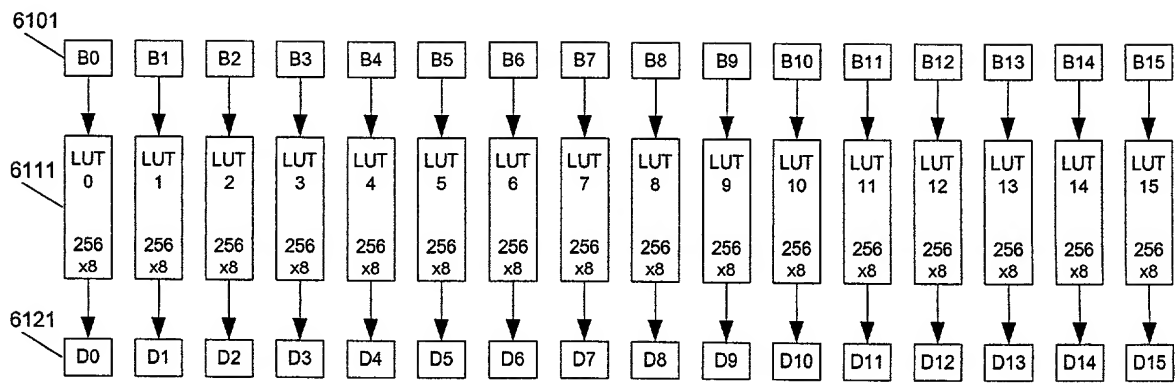 6101
B0 B1 B2 B3 B4 B5 B6 B7 B8 B9 B10 B11 B12 B13 B14 B15
LUT LUT LUT LUT LUT LUT LUT LUT LUT LUT LUT LUT LUT LUT LUT LUT
6111 0 1 2 3 4 5 6 7 8 9 10 11 12 13 14 15
256 256 256 256 256 256 256 256 256 256 256 256 256 256 256 256
x8 x8 x8 x8 x8 x8 x8 x8 x8 x8 x8 x8 x8 x8 x8 x8
6121
D0 D1 D2 D3 D4 D5 D6 D7 D8 D9 D10 D11 D12 D13 D14 D15